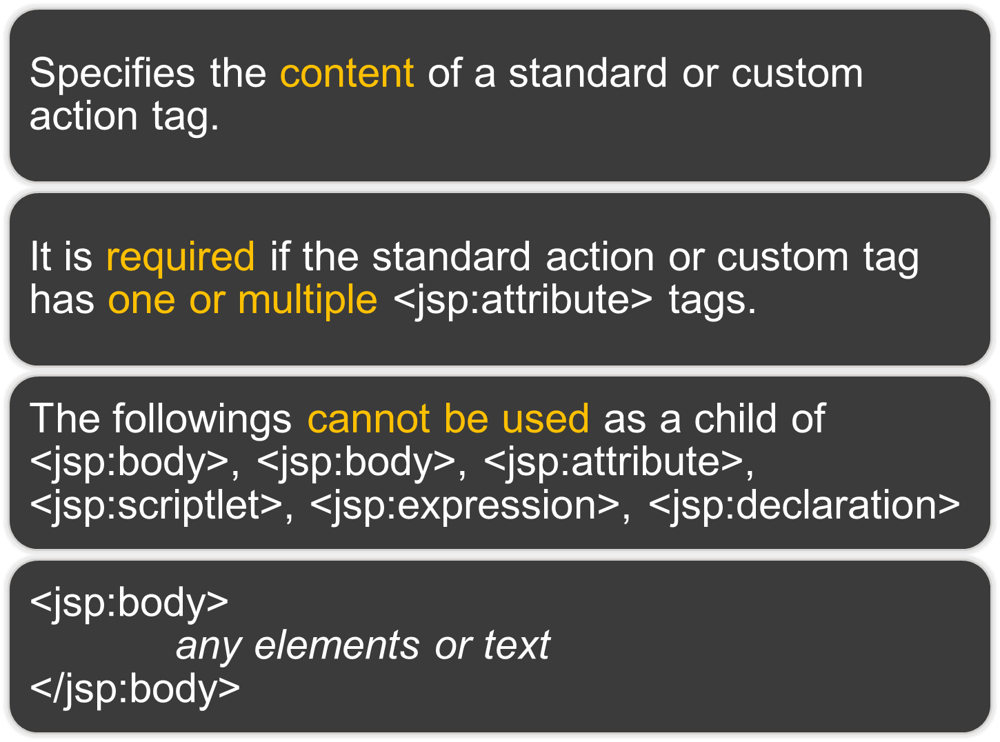 Specifies the content of a standard or custom
action tag.
It is required if the standard action or custom tag
has one or multiple <jsp:attribute> tags.
The followings cannot be used as a child of
<jsp:body>, <jsp:body>, <jsp:attribute>,
<jsp:scriptlet>, <jsp:expression>, <jsp:declaration>
<jsp:body>
any elements or text
</jsp:body>